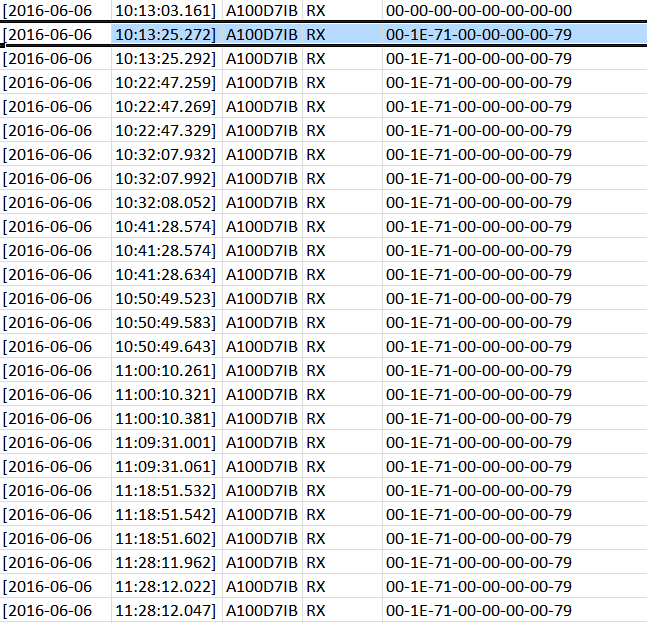 [2016-06-06 10:13:03.161] A100D7IB RX 00-00-00-00-00-00-00-00
[2016-06-06 10:13:25.272] A100D7IB RX 00-1E-71-00-00-00-00-79
[2016-06-06 10:13:25.292] A100D7IB RX 00-1E-71-00-00-00-00-79
[2016-06-06 10:22:47.259] A100D7IB RX 00-1E-71-00-00-00-00-79
[2016-06-06 10:22:47.269] A100D7IB RX 00-1E-71-00-00-00-00-79
[2016-06-06 10:22:47.329] A100D7IB RX 00-1E-71-00-00-00-00-79
[2016-06-06 10:32:07.932] A100D7IB RX 00-1E-71-00-00-00-00-79
[2016-06-06 10:32:07.992] A100D7IB RX 00-1E-71-00-00-00-00-79
[2016-06-06 10:32:08.052] A100D7IB RX 00-1E-71-00-00-00-00-79
[2016-06-06 10:41:28.574] A100D7IB RX 00-1E-71-00-00-00-00-79
[2016-06-06 10:41:28.574] A100D7IB RX 00-1E-71-00-00-00-00-79
[2016-06-06 10:41:28.634] A100D7IB RX 00-1E-71-00-00-00-00-79
[2016-06-06 10:50:49.523] A100D7IB RX 00-1E-71-00-00-00-00-79
[2016-06-06 10:50:49.583] A100D7IB RX 00-1E-71-00-00-00-00-79
[2016-06-06 10:50:49.643] A100D7IB RX 00-1E-71-00-00-00-00-79
[2016-06-06 11:00:10.261] A100D7IB RX 00-1E-71-00-00-00-00-79
[2016-06-06 11:00:10.321] A100D7IB RX 00-1E-71-00-00-00-00-79
[2016-06-06 11:00:10.381] A100D7IB RX 00-1E-71-00-00-00-00-79
[2016-06-06 11:09:31.001] A100D7IB RX 00-1E-71-00-00-00-00-79
[2016-06-06 11:09:31.061] A100D7IB RX 00-1E-71-00-00-00-00-79
[2016-06-06 11:18:51.532] A100D7IB RX 00-1E-71-00-00-00-00-79
[2016-06-06 11:18:51.542] A100D7IB RX 00-1E-71-00-00-00-00-79
[2016-06-06 11:18:51.602] A100D7IB RX 00-1E-71-00-00-00-00-79
[2016-06-06 11:28:11.962] A100D7IB RX 00-1E-71-00-00-00-00-79
[2016-06-06 11:28:12.022] A100D7IB RX 00-1E-71-00-00-00-00-79
[2016-06-06 11:28:12.047] A100D7IB RX 00-1E-71-00-00-00-00-79